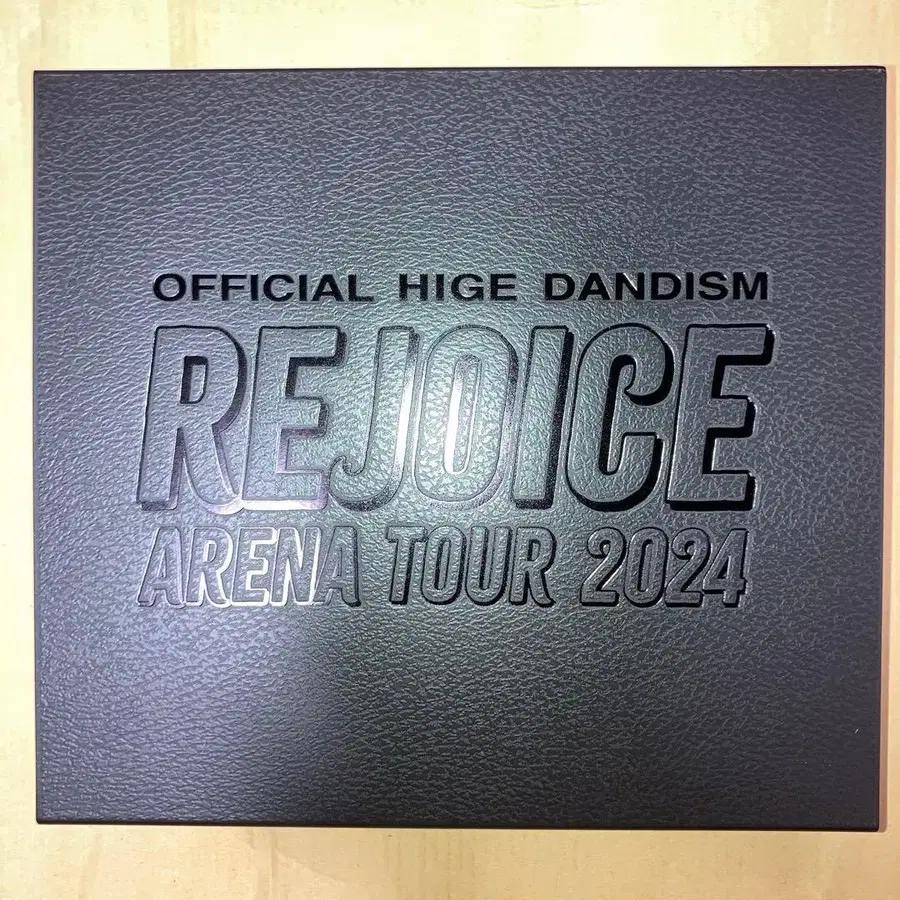 OFFICIAL HIGE DANDISM
REJOICE
ARENA TOUR 2024